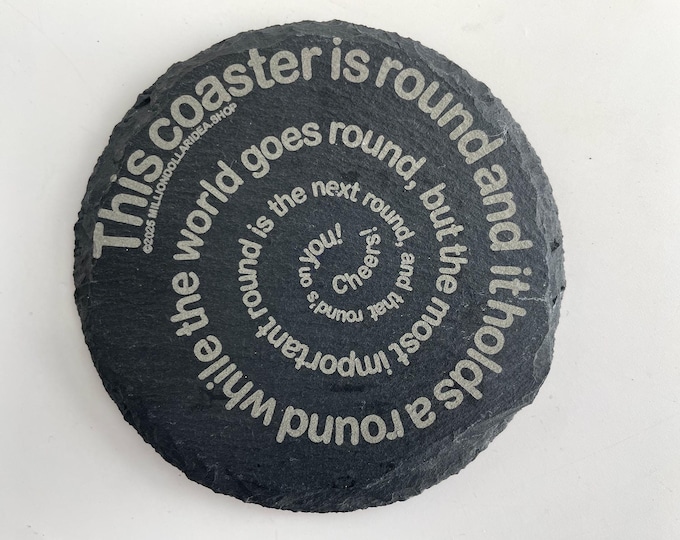 This coaster is round and it holds a round while the world goes round, but the most important round is the next round, and that round's on you! Cheers!
©2025 MILLIONDOLLARIDEA.SHOP